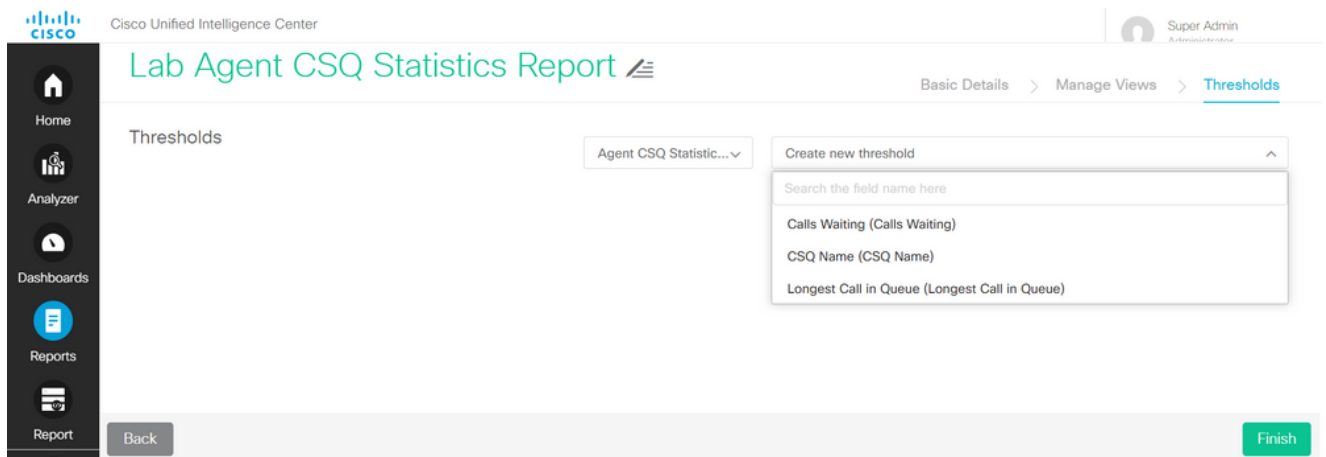 CISCO
Cisco Unified Intelligence Center
Super Admin
Administrator
Lab Agent CSQ Statistics Report
Basic Details > Manage Views > Thresholds
Home
Analyzer
Dashboards
Reports
Report
Thresholds
Agent CSQ Statistic...
Create new threshold
Search the field name here
Calls Waiting (Calls Waiting)
CSQ Name (CSQ Name)
Longest Call in Queue (Longest Call in Queue)
Back
Finish